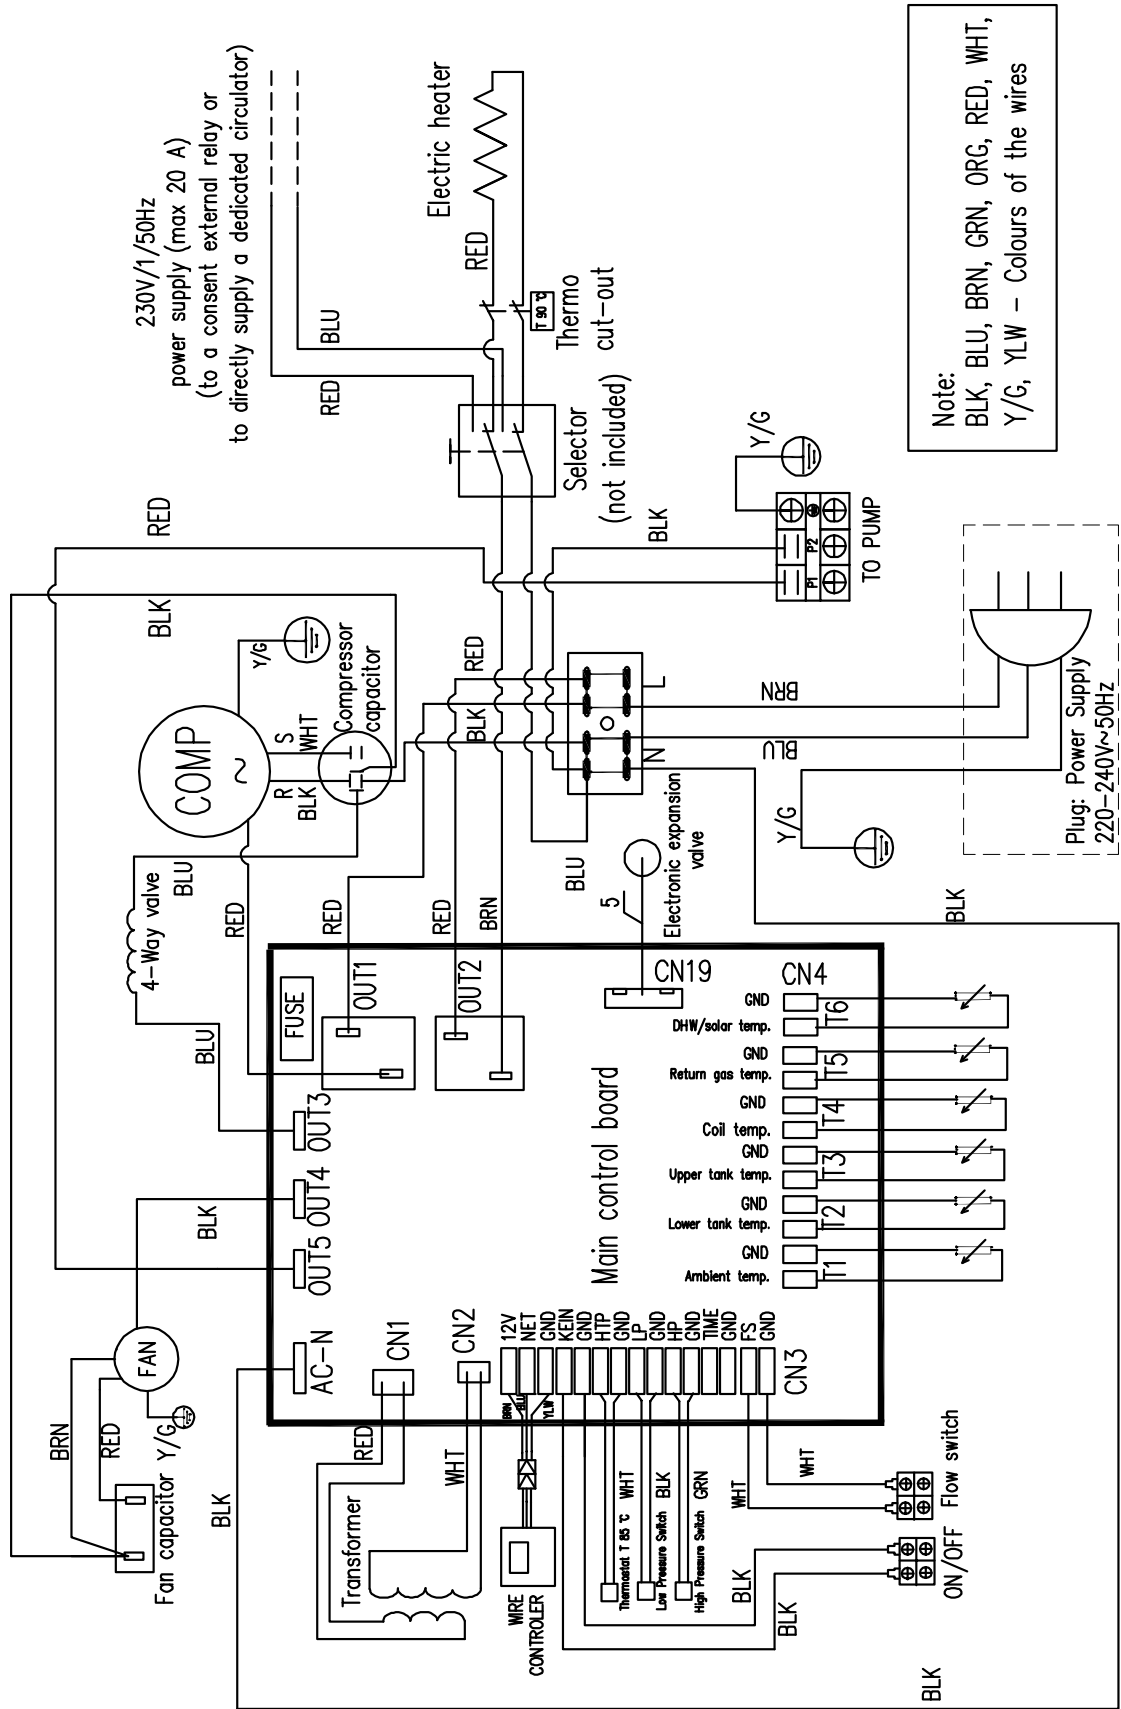 230V/1/50Hz
power supply (max 20 A)
(to a consent external relay or
to directly supply a dedicated circulator)
RED
BLU
Electric heater
RED
T 90 ℃
Thermo
cut-out
Selector
(not included)
Note:
BLK, BLU, BRN, GRN, ORG, RED, WHT,
Y/G, YLW - Colours of the wires
RED
BLK
Y/G
COMP
~
S
WHT
R
BLK
Compressor
capacitor
BLU
4-Way valve
RED
BLU
RED
RED
BLK
RED
BRN
BLU
L
N
BLK
Y/G
P1
P2
TO PUMP
BRN
BLU
Y/G
Plug: Power Supply
220-240V~50Hz
5
Electronic expansion
valve
BLK
FUSE
OUT1
OUT2
CN19
CN4
OUT3
OUT4
OUT5
AC-N
BLK
FAN
BRN
RED
Y/G
Fan capacitor
BLK
Main control board
GND
DHW/solar temp.
T6
GND
Return gas temp.
T5
GND
Coil temp.
T4
GND
Upper tank temp.
T3
GND
Lower tank temp.
T2
GND
Ambient temp.
T1
CN1
CN2
12V
NET
GND
KEIN
GND
HTP
GND
LP
GND
HP
GND
TIME
GND
FS
GND
CN3
BRN
BLU
YLW
RED
WHT
Transformer
WIRE
CONTROLER
Thermostat T 85 ℃ WHT
Low Pressure Switch BLK
High Pressure Switch GRN
WHT
WHT
Flow switch
ON/OFF
BLK
BLK
BLK